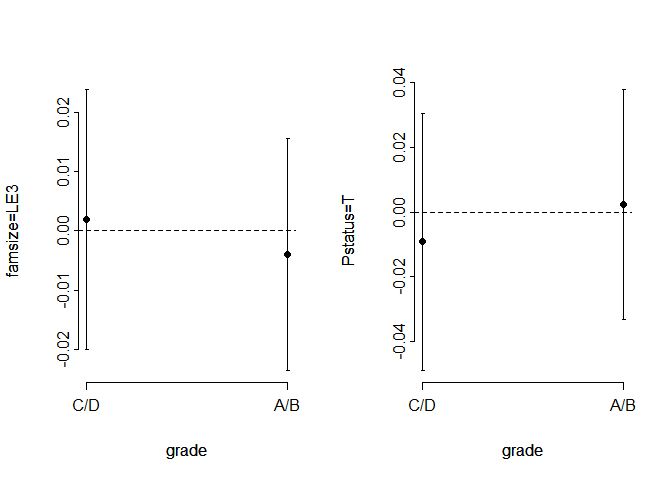 famsize=LE3
0.02
0.01
0.00
-0.01
-0.02
C/D
A/B
grade
Pstatus=T
0.04
0.02
0.00
-0.02
-0.04
C/D
A/B
grade